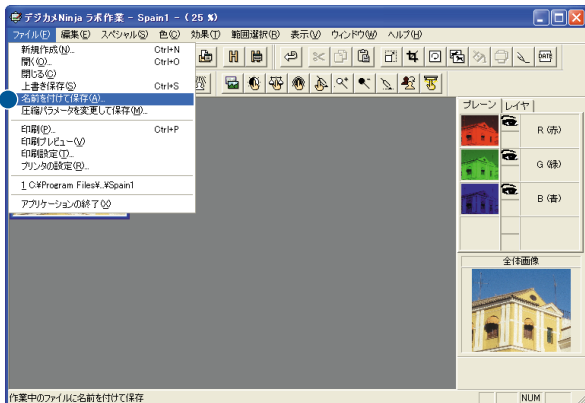 デジカメNinja ラボ作業 - Spain1 - ( 25 %)
ファイル(F) 編集(E) スペシャル(S) 色(C) 効果(T) 範囲選択(R) 表示(V) ウィンドウ(W) ヘルプ(H)
新規作成(N)... Ctrl+N
開く(O)... Ctrl+O
閉じる(C)
上書き保存(S) Ctrl+S
名前を付けて保存(A)...
圧縮パラメータを変更して保存(M)...
印刷(P)... Ctrl+P
印刷プレビュー(V)
印刷設定(T)...
プリンタの設定(R)...
1 C:¥Program Files¥..¥Spain1
アプリケーションの終了(X)
DATE
プレーン レイヤ
R (赤)
G (緑)
B (青)
全体画像
作業中のファイルに名前を付けて保存 NUM